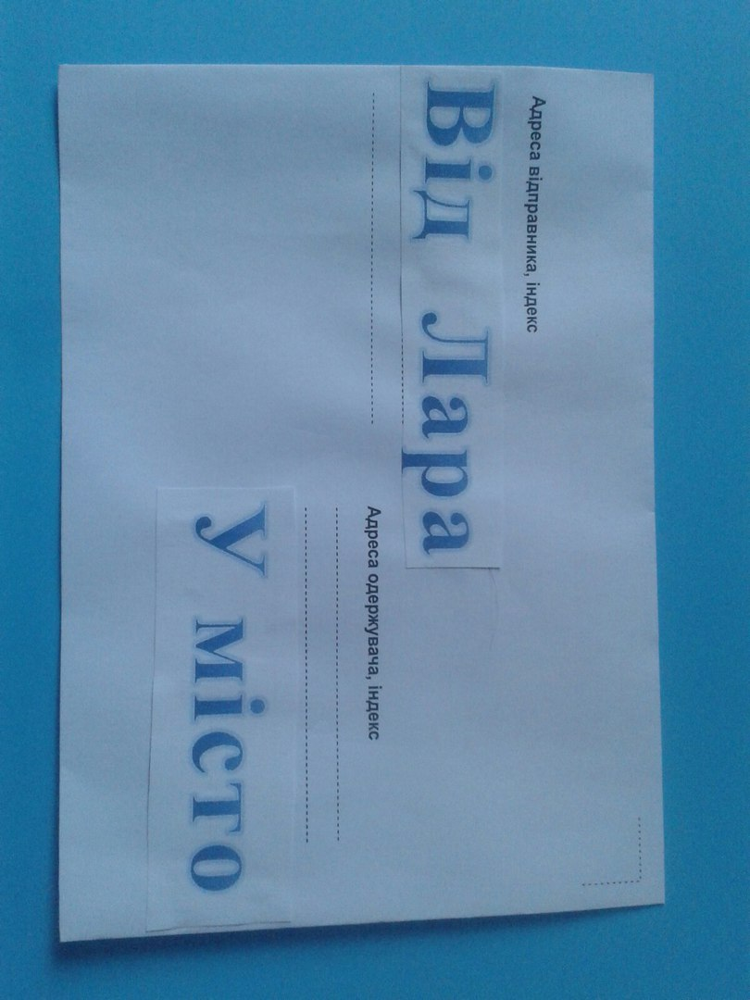 Адреса відправника, індекс
Від Лара
Адреса одержувача, індекс
У місто